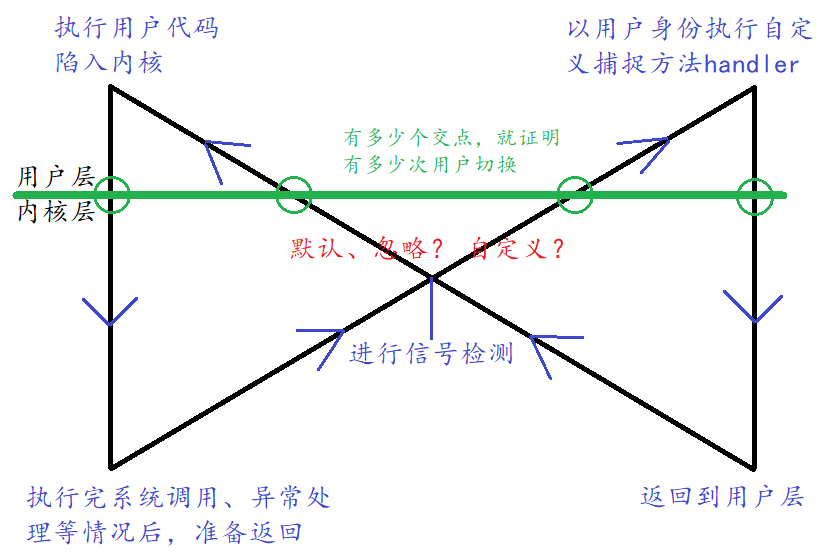 执行用户代码
陷入内核
以用户身份执行自定
义捕捉方法handler
有多少个交点，就证明
有多少次用户切换
用户层
内核层
默认、忽略？ 自定义？
进行信号检测
执行完系统调用、异常处
理等情况后，准备返回
返回到用户层